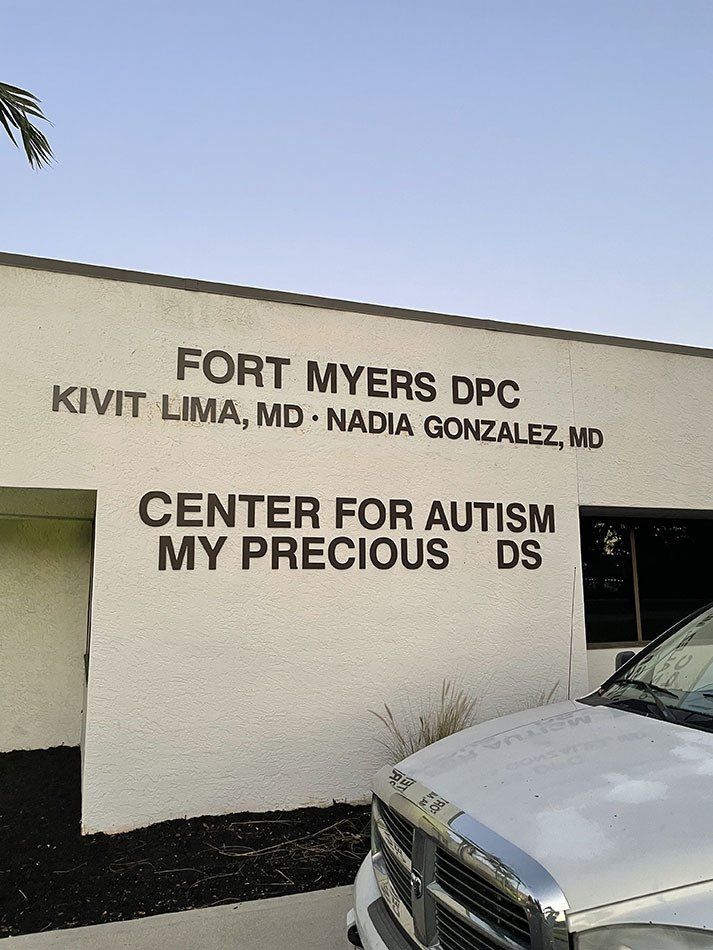 FORT MYERS DPC
KIVIT LIMA, MD · NADIA GONZALEZ, MD
CENTER FOR AUTISM
MY PRECIOUS DS